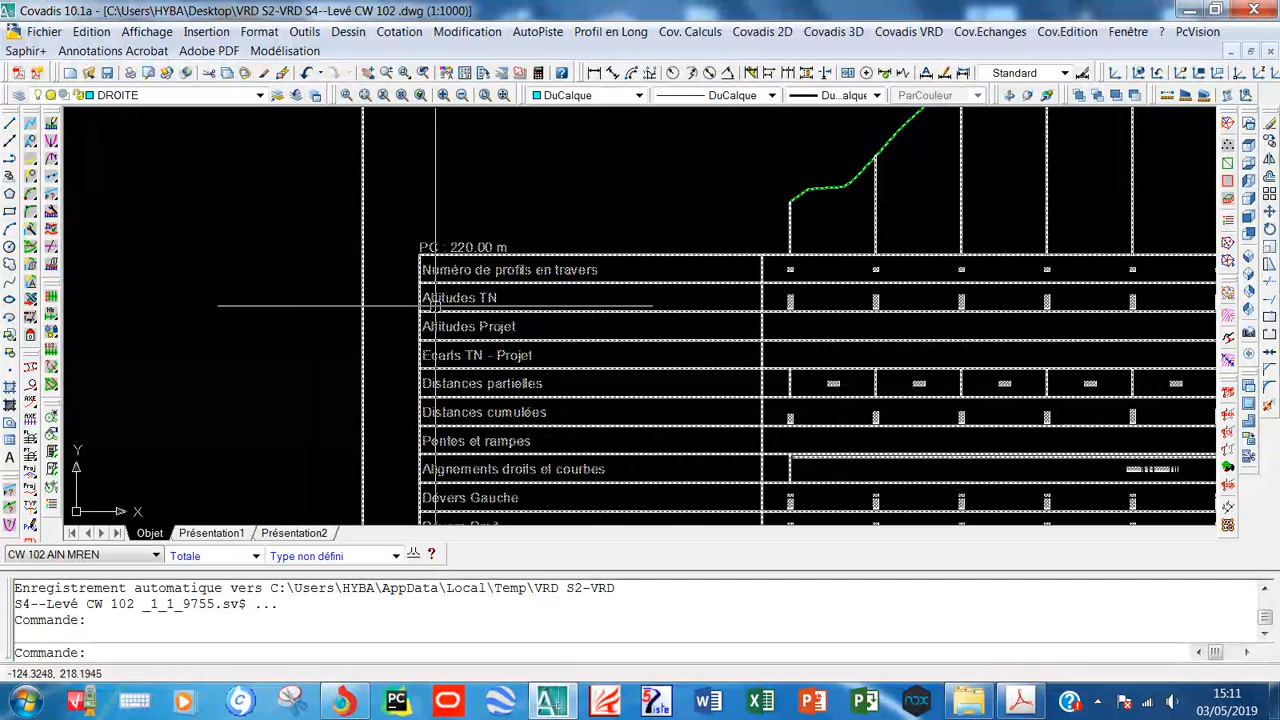 Covadis 10.1a - [C:\Users\HYBA\Desktop\VRD S2-VRD S4--Levé CW 102 .dwg (1:1000)]
Fichier Edition Affichage Insertion Format Outils Dessin Cotation Modification AutoPiste Profil en Long Cov. Calculs Covadis 2D Covadis 3D Covadis VRD Cov.Echanges Cov.Edition Fenêtre ? PcVision
Saphir+ Annotations Acrobat Adobe PDF Modélisation
Standard
DROITE DuCalque DuCalque Du...alque ParCouleur
PC : 220.00 m
Numéro de profils en travers
Altitudes TN
Altitudes Projet
Ecarts TN - Projet
Distances partielles
Distances cumulées
Pentes et rampes
Alignements droits et courbes
Dévers Gauche
Y
X
Objet Présentation1 Présentation2
CW 102 AIN MREN Totale Type non défini ?
Enregistrement automatique vers C:\Users\HYBA\AppData\Local\Temp\VRD S2-VRD
S4--Levé CW 102 _1_1_9755.sv$ ...
Commande:
Commande:
-124.3248, 218.1945
15:11
03/05/2019